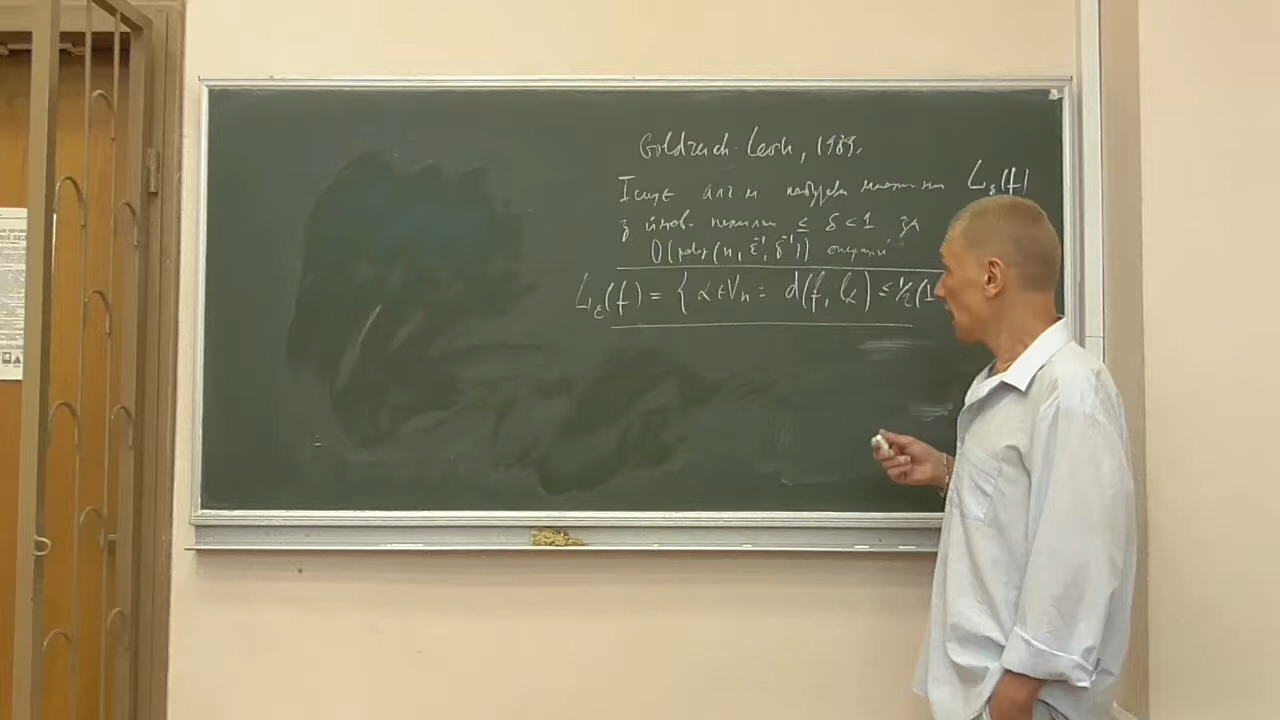 Goldreich-Levin, 1989.
Існує алг-м побудови множини L_ε(f)
з ймов. помилки ≤ δ < 1 за
O(poly(n, ε⁻¹, δ⁻¹)) операцій
L_ε(f) = { α ∈ V_n : d(f, l_α) ≤ 1/2(1